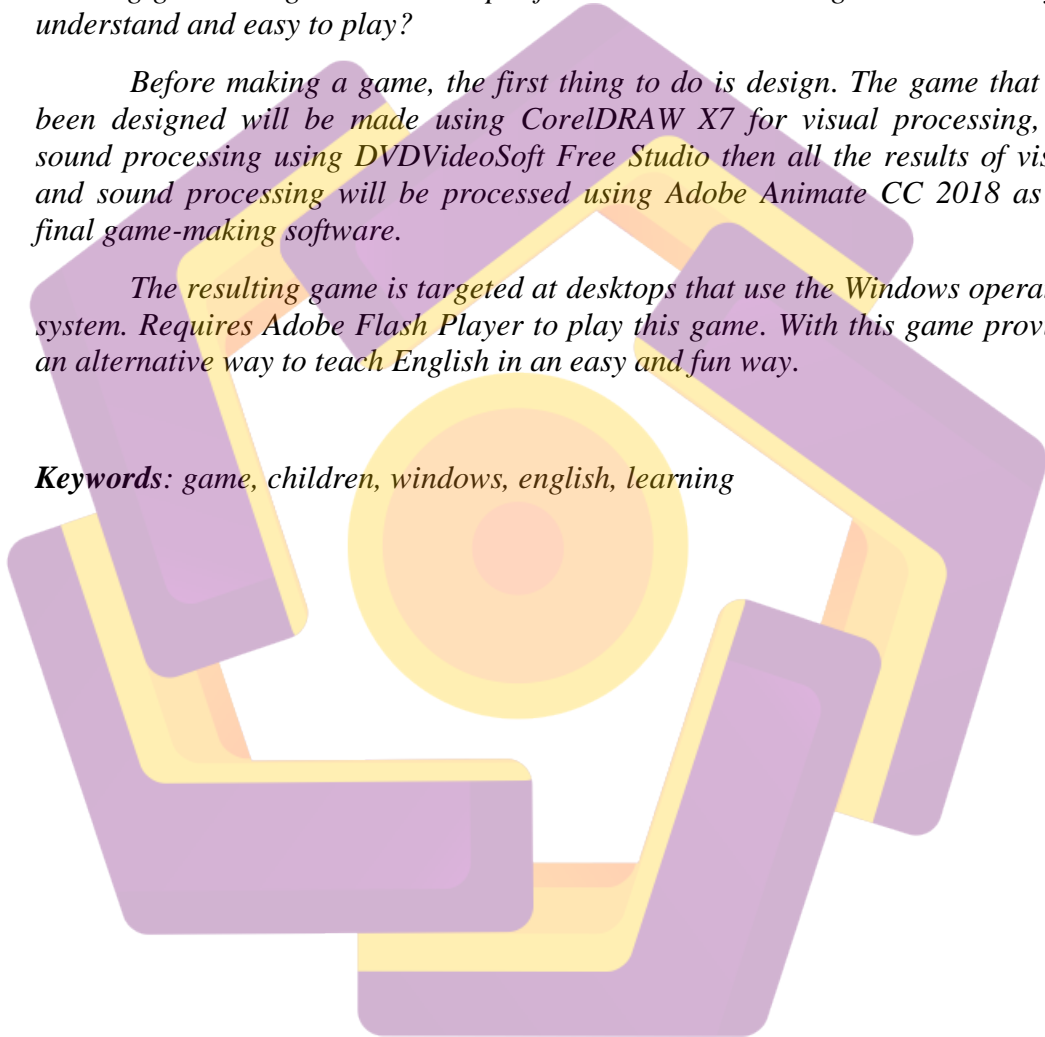 understand and easy to play?
Before making a game, the first thing to do is design. The game that
been designed will be made using CorelDRAW X7 for visual processing,
sound processing using DVDVideoSoft Free Studio then all the results of
and sound processing will be processed using Adobe Animate CC 2018 as
final game-making software.
The resulting game is targeted at desktops that use the Windows
system. Requires Adobe Flash Player to play this game. With this game
an alternative way to teach English in an easy and fun way.
Keywords: game, children, windows, english, learning